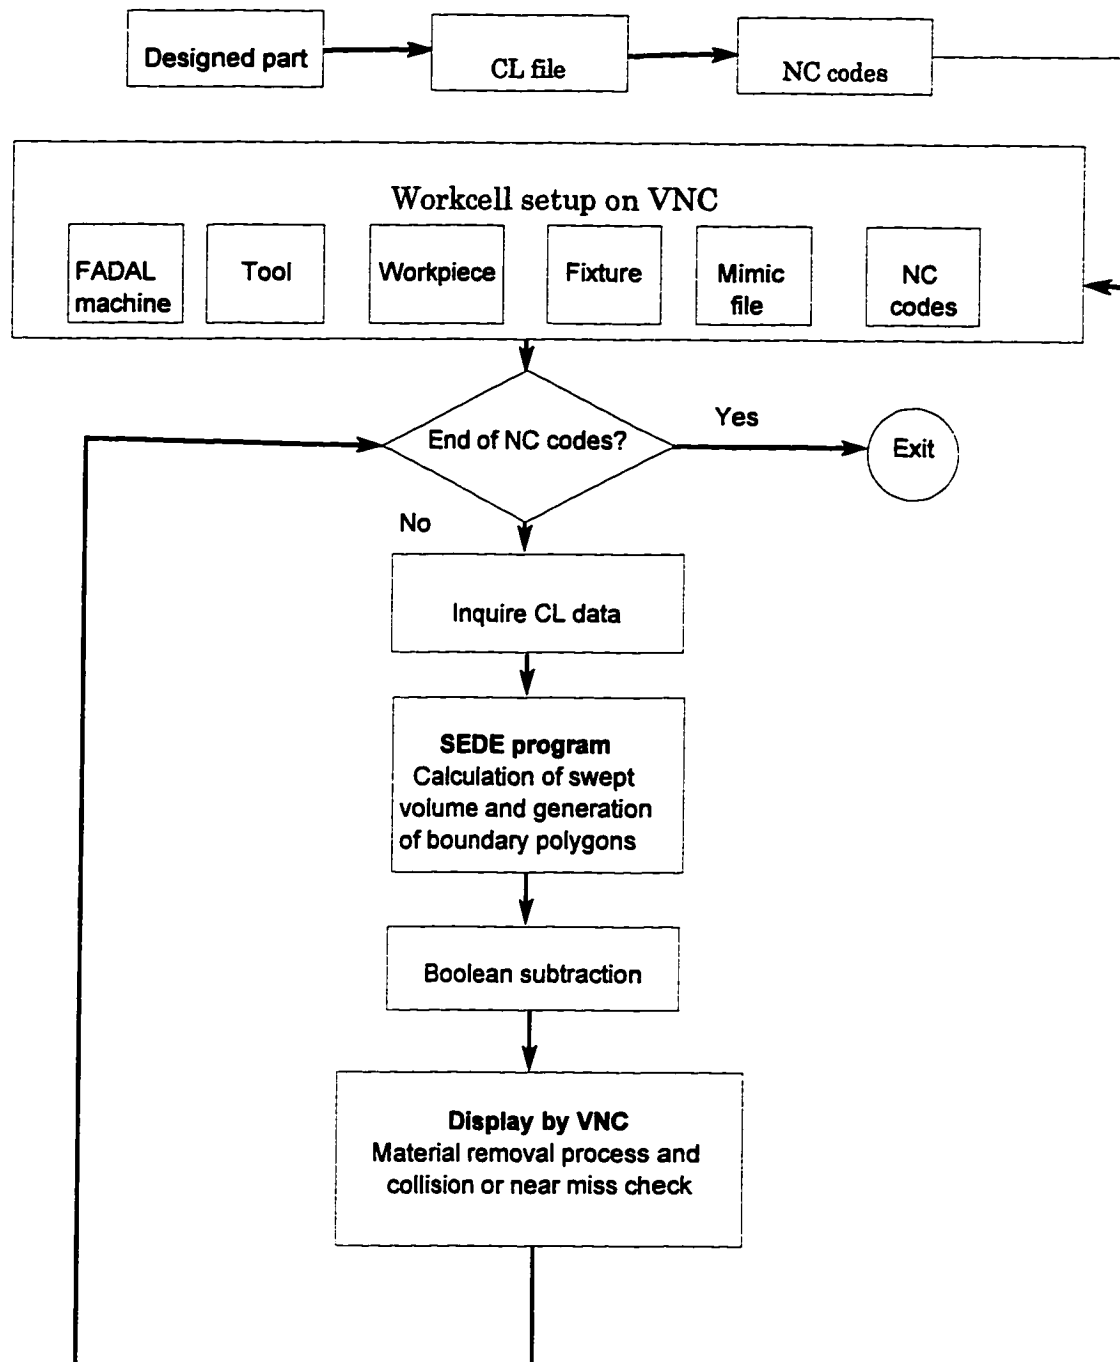 Designed part
CL file
NC codes
Workcell setup on VNC
FADAL
machine
Tool
Workpiece
Fixture
Mimic
file
NC
codes
End of NC codes?
Yes
Exit
No
Inquire CL data
SEDE program
Calculation of swept
volume and generation
of boundary polygons
Boolean subtraction
Display by VNC
Material removal process and
collision or near miss check